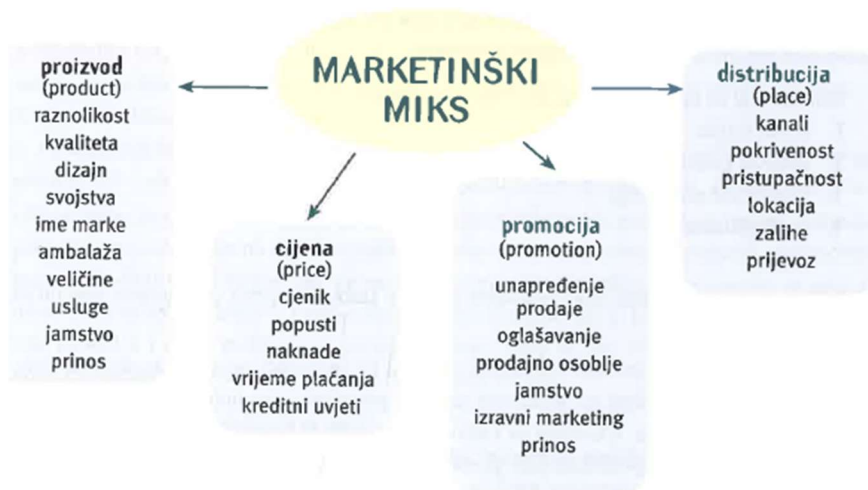 MARKETINŠKI
MIKS
proizvod
(product)
raznolikost
kvaliteta
dizajn
svojstva
ime marke
ambalaža
veličine
usluge
jamstvo
prinos
cijena
(price)
cjenik
popusti
naknade
vrijeme plaćanja
kreditni uvjeti
promocija
(promotion)
unapređenje
prodaje
oglašavanje
prodajno osoblje
jamstvo
izravni marketing
prinos
distribucija
(place)
kanali
pokrivenost
pristupačnost
lokacija
zalihe
prijevoz